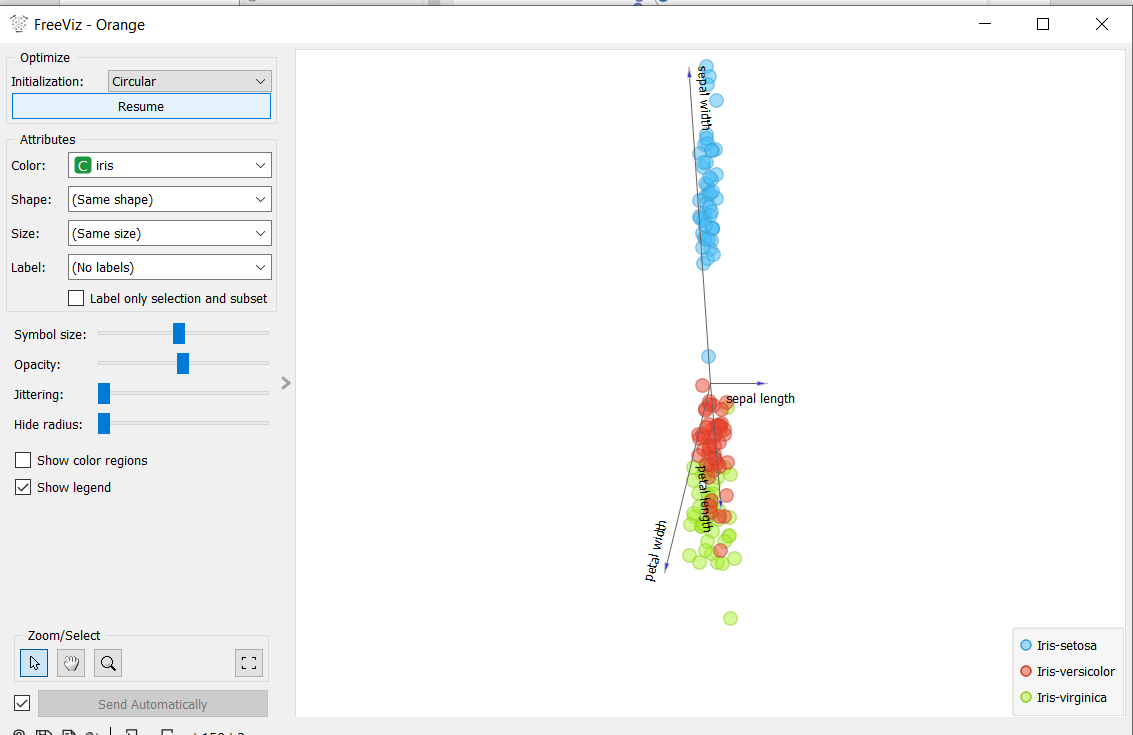 FreeViz - Orange
Optimize
Initialization: Circular
Resume
Attributes
Color: C iris
Shape: (Same shape)
Size: (Same size)
Label: (No labels)
Label only selection and subset
Symbol size:
Opacity:
Jittering:
Hide radius:
Show color regions
Show legend
Zoom/Select
Send Automatically
sepal width
sepal length
petal length
petal width
Iris-setosa
Iris-versicolor
Iris-virginica